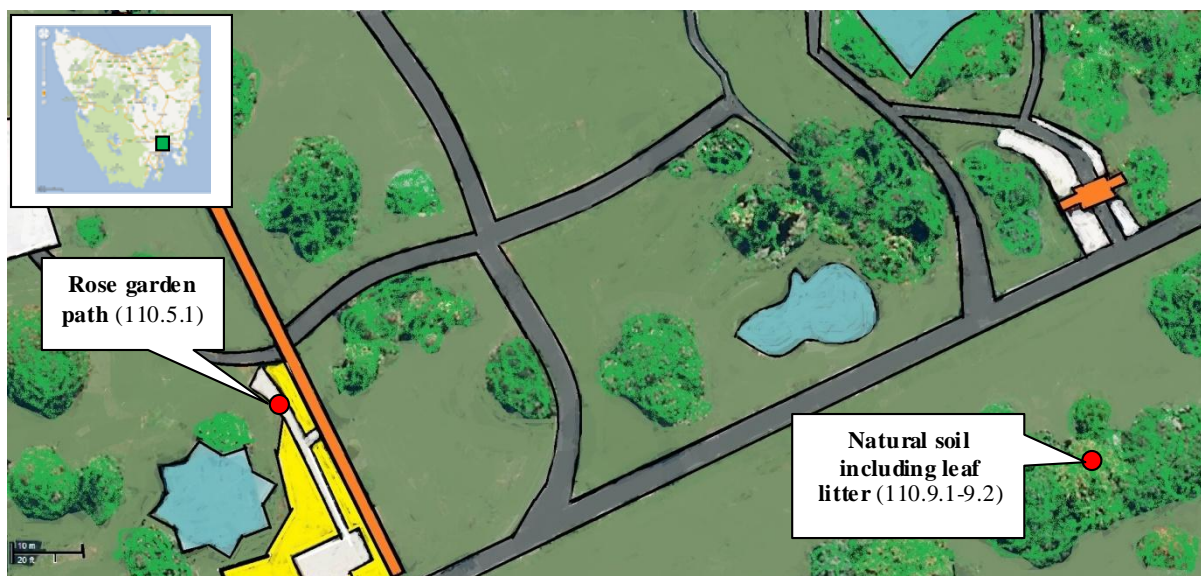 Rose garden
path (110.5.1)
Natural soil
including leaf
litter (110.9.1-9.2)
10 m
20 ft